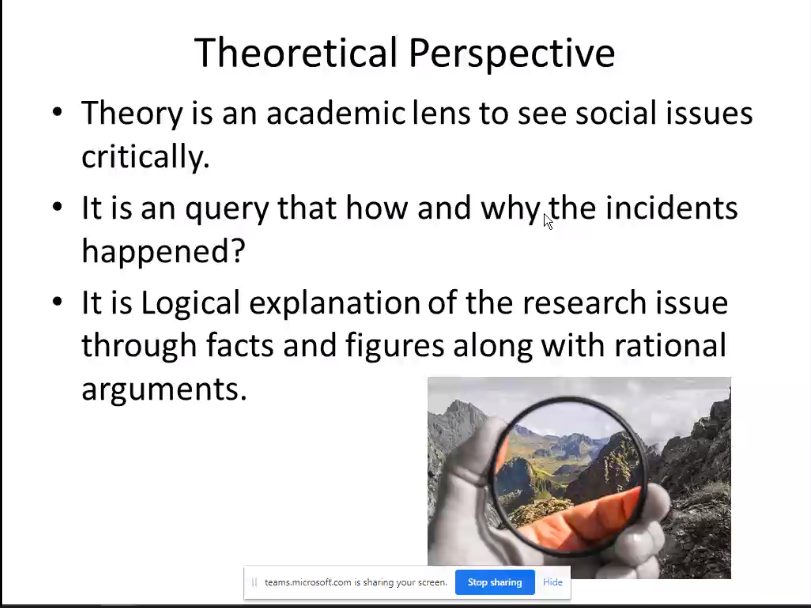 Theoretical Perspective
• Theory is an academic lens to see social issues
critically.
• It is an query that how and why the incidents
happened?
• It is Logical explanation of the research issue
through facts and figures along with rational
arguments.
teams.microsoft.com is sharing your screen. Stop sharing Hide